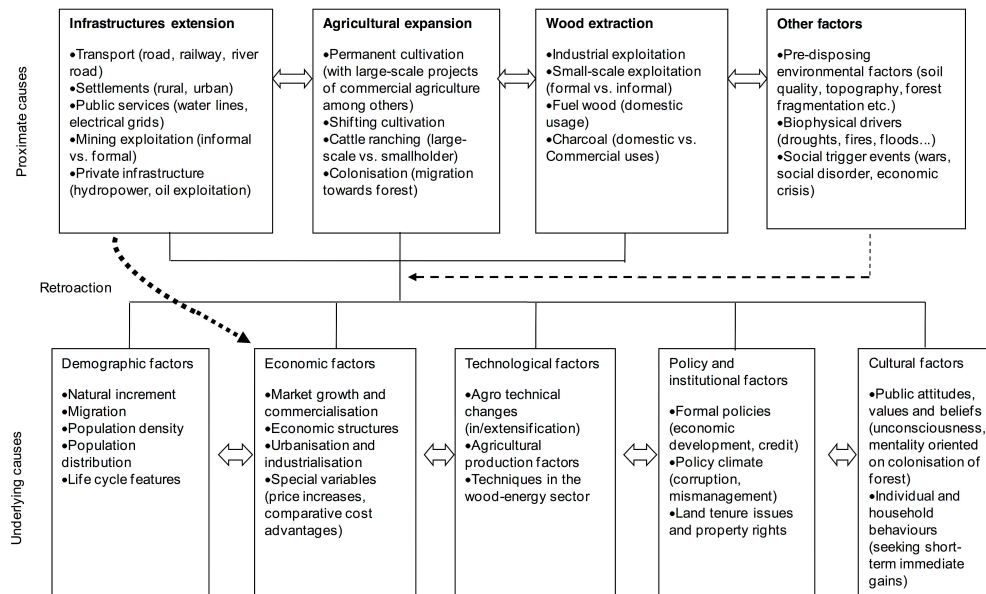 Proximate causes
Infrastructures extension
•Transport (road, railway, river
road)
•Settlements (rural, urban)
•Public services (water lines,
electrical grids)
•Mining exploitation (informal
vs. formal)
•Private infrastructure
(hydropower, oil exploitation)
Agricultural expansion
•Permanent cultivation
(with large-scale projects
of commercial agriculture
among others)
•Shifting cultivation
•Cattle ranching (large-
scale vs. smallholder)
•Colonisation (migration
towards forest)
Wood extraction
•Industrial exploitation
•Small-scale exploitation
(formal vs. informal)
•Fuel wood (domestic
usage)
•Charcoal (domestic vs.
Commercial uses)
Other factors
•Pre-disposing
environmental factors (soil
quality, topography, forest
fragmentation etc.)
•Biophysical drivers
(droughts, fires, floods...)
•Social trigger events (wars,
social disorder, economic
crisis)
Retroaction
Underlying causes
Demographic factors
•Natural increment
•Migration
•Population density
•Population
distribution
•Life cycle features
Economic factors
•Market growth and
commercialisation
•Economic structures
•Urbanisation and
industrialisation
•Special variables
(price increases,
comparative cost
advantages)
Technological factors
•Agro technical
changes
(in/extensification)
•Agricultural
production factors
•Techniques in the
wood-energy sector
Policy and
institutional factors
•Formal policies
(economic
development, credit)
•Policy climate
(corruption,
mismanagement)
•Land tenure issues
and property rights
Cultural factors
•Public attitudes,
values and beliefs
(unconsciousness,
mentality oriented
on colonisation of
forest)
•Individual and
household
behaviours
(seeking short-
term immediate
gains)